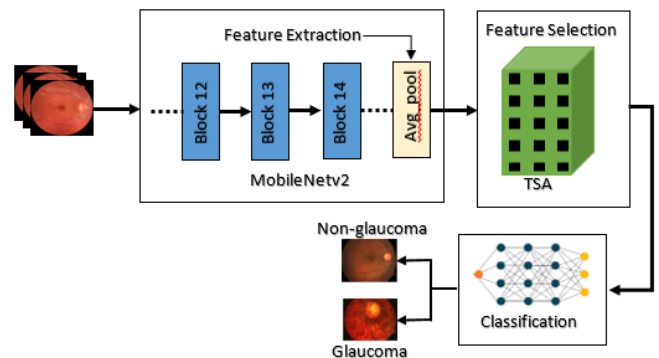 Feature Extraction
Block 12
Block 13
Block 14
Avg_pool
MobileNetv2
Feature Selection
TSA
Non-glaucoma
Glaucoma
Classification